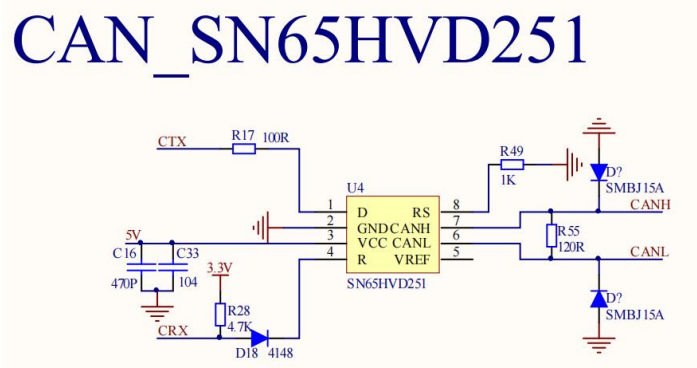 CAN_SN65HVD251
CTX
R17 100R
R49
1K
D?
SMBJ15A
U4
1 D RS 8
2 GND CANH 7
3 VCC CANL 6
4 R VREF 5
SN65HVD251
CANH
R55
120R
CANL
5V
C16
470P
C33
104
3.3V
R28
4.7K
CRX
D18 4148
D?
SMBJ15A